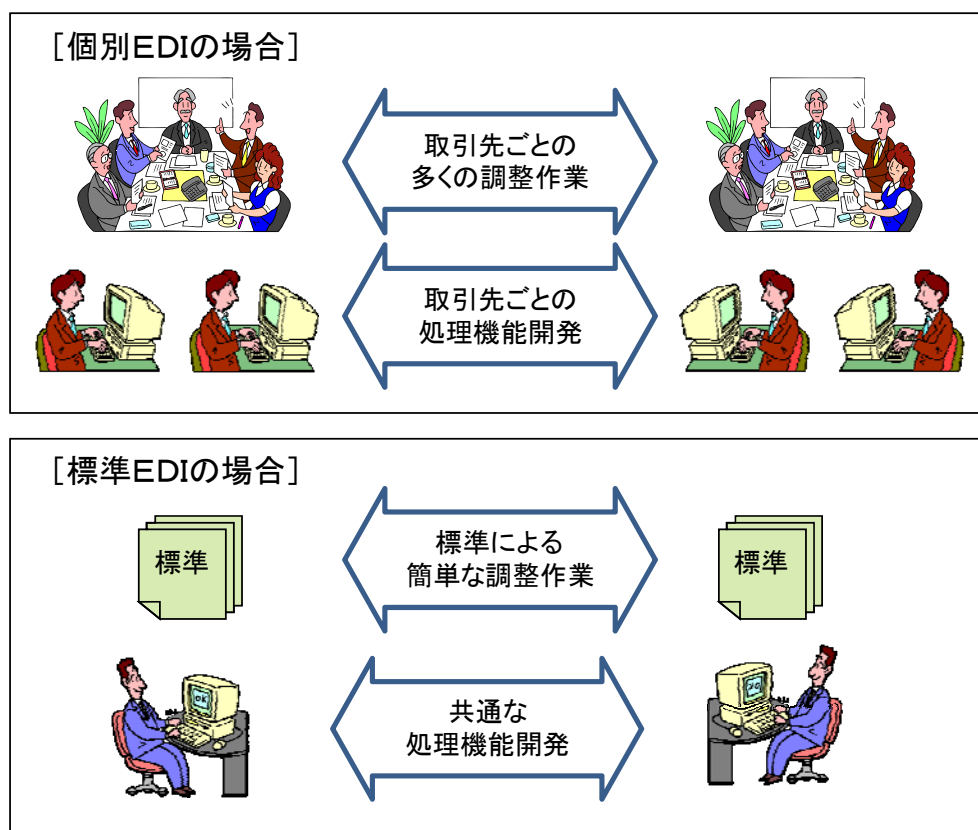 ［個別EDIの場合］
取引先ごとの
多くの調整作業
取引先ごとの
処理機能開発
［標準EDIの場合］
標準
標準による
簡単な調整作業
標準
OK
共通な
処理機能開発